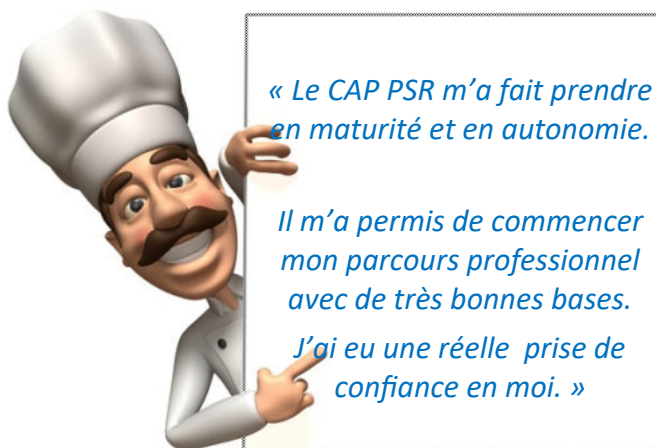 « Le CAP PSR m’a fait prendre
en maturité et en autonomie.
Il m’a permis de commencer
mon parcours professionnel
avec de très bonnes bases.
J’ai eu une réelle  prise de
confiance en moi. »